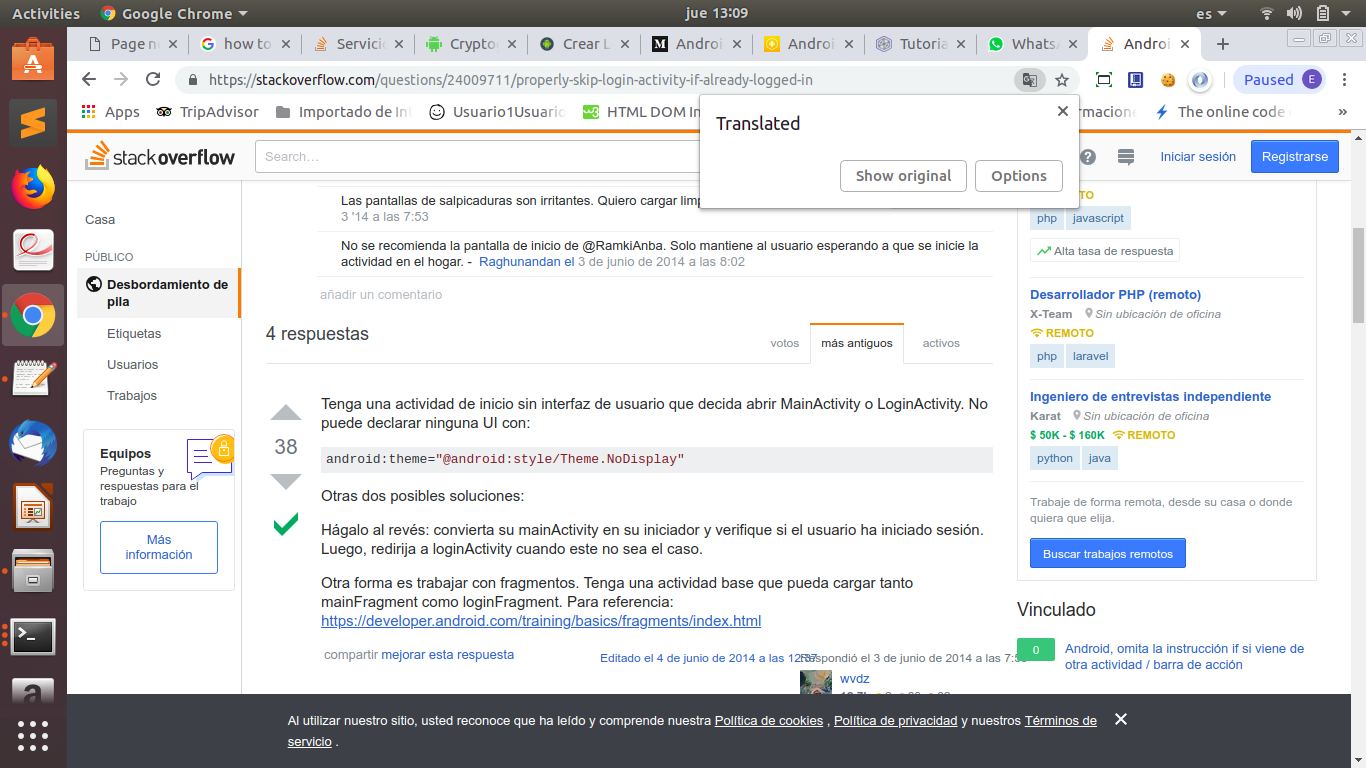 Activities
Google Chrome
jue 13:09
es
Page n
how to
Servici
Crypto
Crear L
Androi
Androi
Tutoria
WhatsA
Androi
https://stackoverflow.com/questions/24009711/properly-skip-login-activity-if-already-logged-in
Paused
E
Apps
TripAdvisor
Importado de In
Usuario1Usuario
HTML DOM In
rmacione
The online code
»
Translated
Show original
Options
stackoverflow
Search...
Iniciar sesión
Registrarse
Casa
PÚBLICO
Desbordamiento de
pila
Etiquetas
Usuarios
Trabajos
Equipos
Preguntas y
respuestas para el
trabajo
Más
información
Las pantallas de salpicaduras son irritantes. Quiero cargar limp
3 '14 a las 7:53
No se recomienda la pantalla de inicio de @RamkiAnba. Solo mantiene al usuario esperando a que se inicie la
actividad en el hogar. - Raghunandan el 3 de junio de 2014 a las 8:02
añadir un comentario
4 respuestas
votos
más antiguos
activos
38
Tenga una actividad de inicio sin interfaz de usuario que decida abrir MainActivity o LoginActivity. No
puede declarar ninguna UI con:
android:theme="@android:style/Theme.NoDisplay"
Otras dos posibles soluciones:
Hágalo al revés: convierta su mainActivity en su iniciador y verifique si el usuario ha iniciado sesión.
Luego, redirija a loginActivity cuando este no sea el caso.
Otra forma es trabajar con fragmentos. Tenga una actividad base que pueda cargar tanto
mainFragment como loginFragment. Para referencia:
https://developer.android.com/training/basics/fragments/index.html
compartir mejorar esta respuesta
Editado el 4 de junio de 2014 a las 12:37
Respondió el 3 de junio de 2014 a las 7:5
wvdz
TO
php
javascript
Alta tasa de respuesta
Desarrollador PHP (remoto)
X-Team
Sin ubicación de oficina
REMOTO
php
laravel
Ingeniero de entrevistas independiente
Karat
Sin ubicación de oficina
$ 50K - $ 160K
REMOTO
python
java
Trabaje de forma remota, desde su casa o donde
quiera que elija.
Buscar trabajos remotos
Vinculado
0
Android, omita la instrucción if si viene de
otra actividad / barra de acción
Al utilizar nuestro sitio, usted reconoce que ha leído y comprende nuestra Política de cookies , Política de privacidad y nuestros Términos de
servicio .